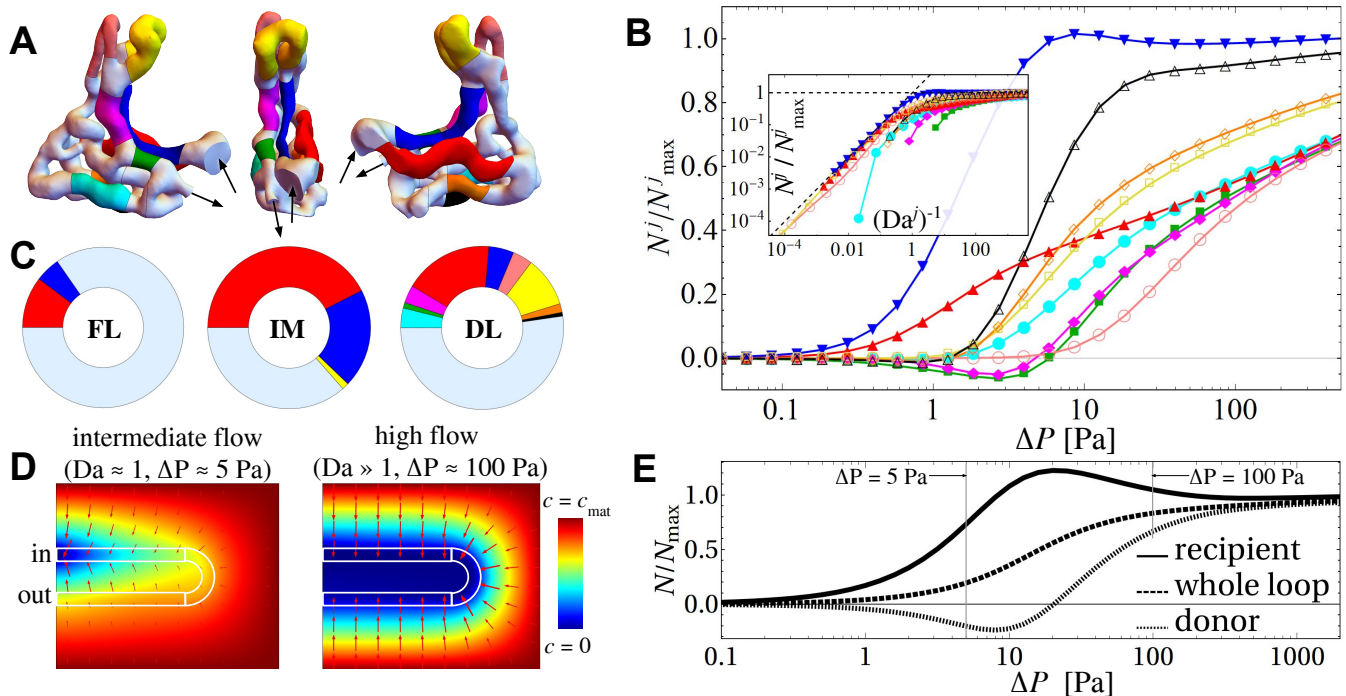 A
B
1.0
0.8
0.6
0.4
0.2
0.0
N^j/N^j_max
0.1
1
10
100
ΔP [Pa]
1
10^-1
10^-2
10^-3
10^-4
N^j / N^j_max
10^-4
0.01
1
100
(Da^j)^-1
C
FL
IM
DL
D
intermediate flow
(Da ≈ 1, ΔP ≈ 5 Pa)
high flow
(Da » 1, ΔP ≈ 100 Pa)
in
out
c = c_mat
c = 0
E
ΔP = 5 Pa
ΔP = 100 Pa
1.0
0.5
0.0
N/N_max
recipient
whole loop
donor
0.1
1
10
100
1000
ΔP [Pa]